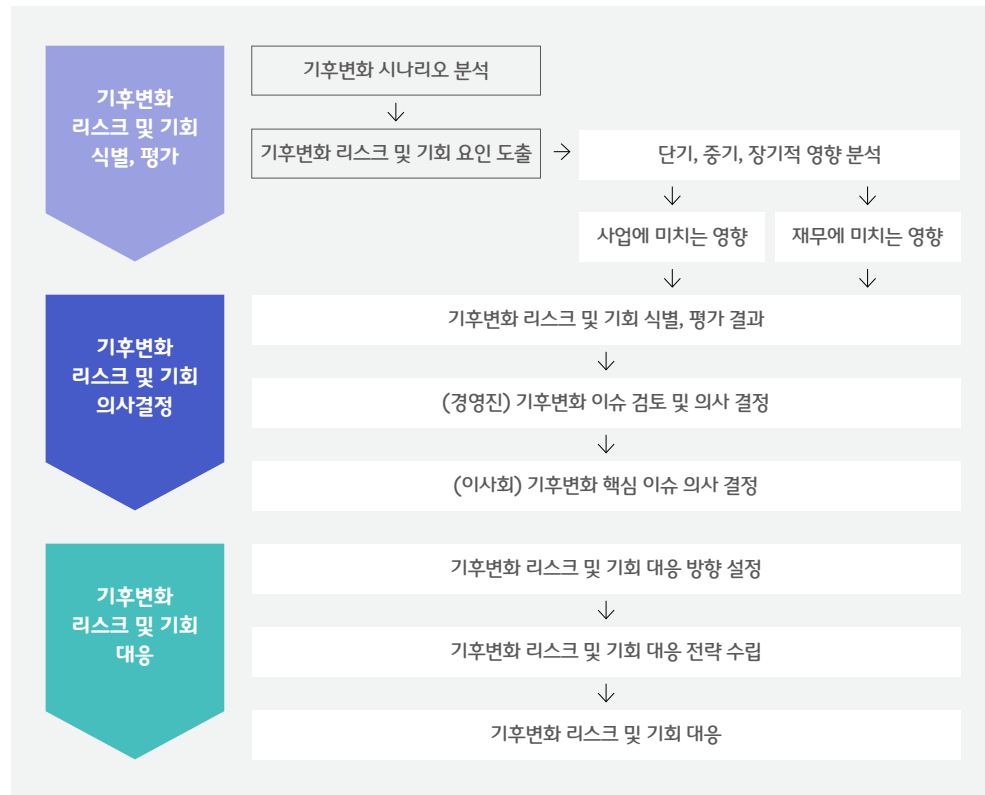 기후변화
리스크 및 기회
식별, 평가
기후변화 시나리오 분석
기후변화 리스크 및 기회 요인 도출
단기, 중기, 장기적 영향 분석
사업에 미치는 영향
재무에 미치는 영향
기후변화
리스크 및 기회
의사결정
기후변화 리스크 및 기회 식별, 평가 결과
(경영진) 기후변화 이슈 검토 및 의사 결정
(이사회) 기후변화 핵심 이슈 의사 결정
기후변화
리스크 및 기회
대응
기후변화 리스크 및 기회 대응 방향 설정
기후변화 리스크 및 기회 대응 전략 수립
기후변화 리스크 및 기회 대응